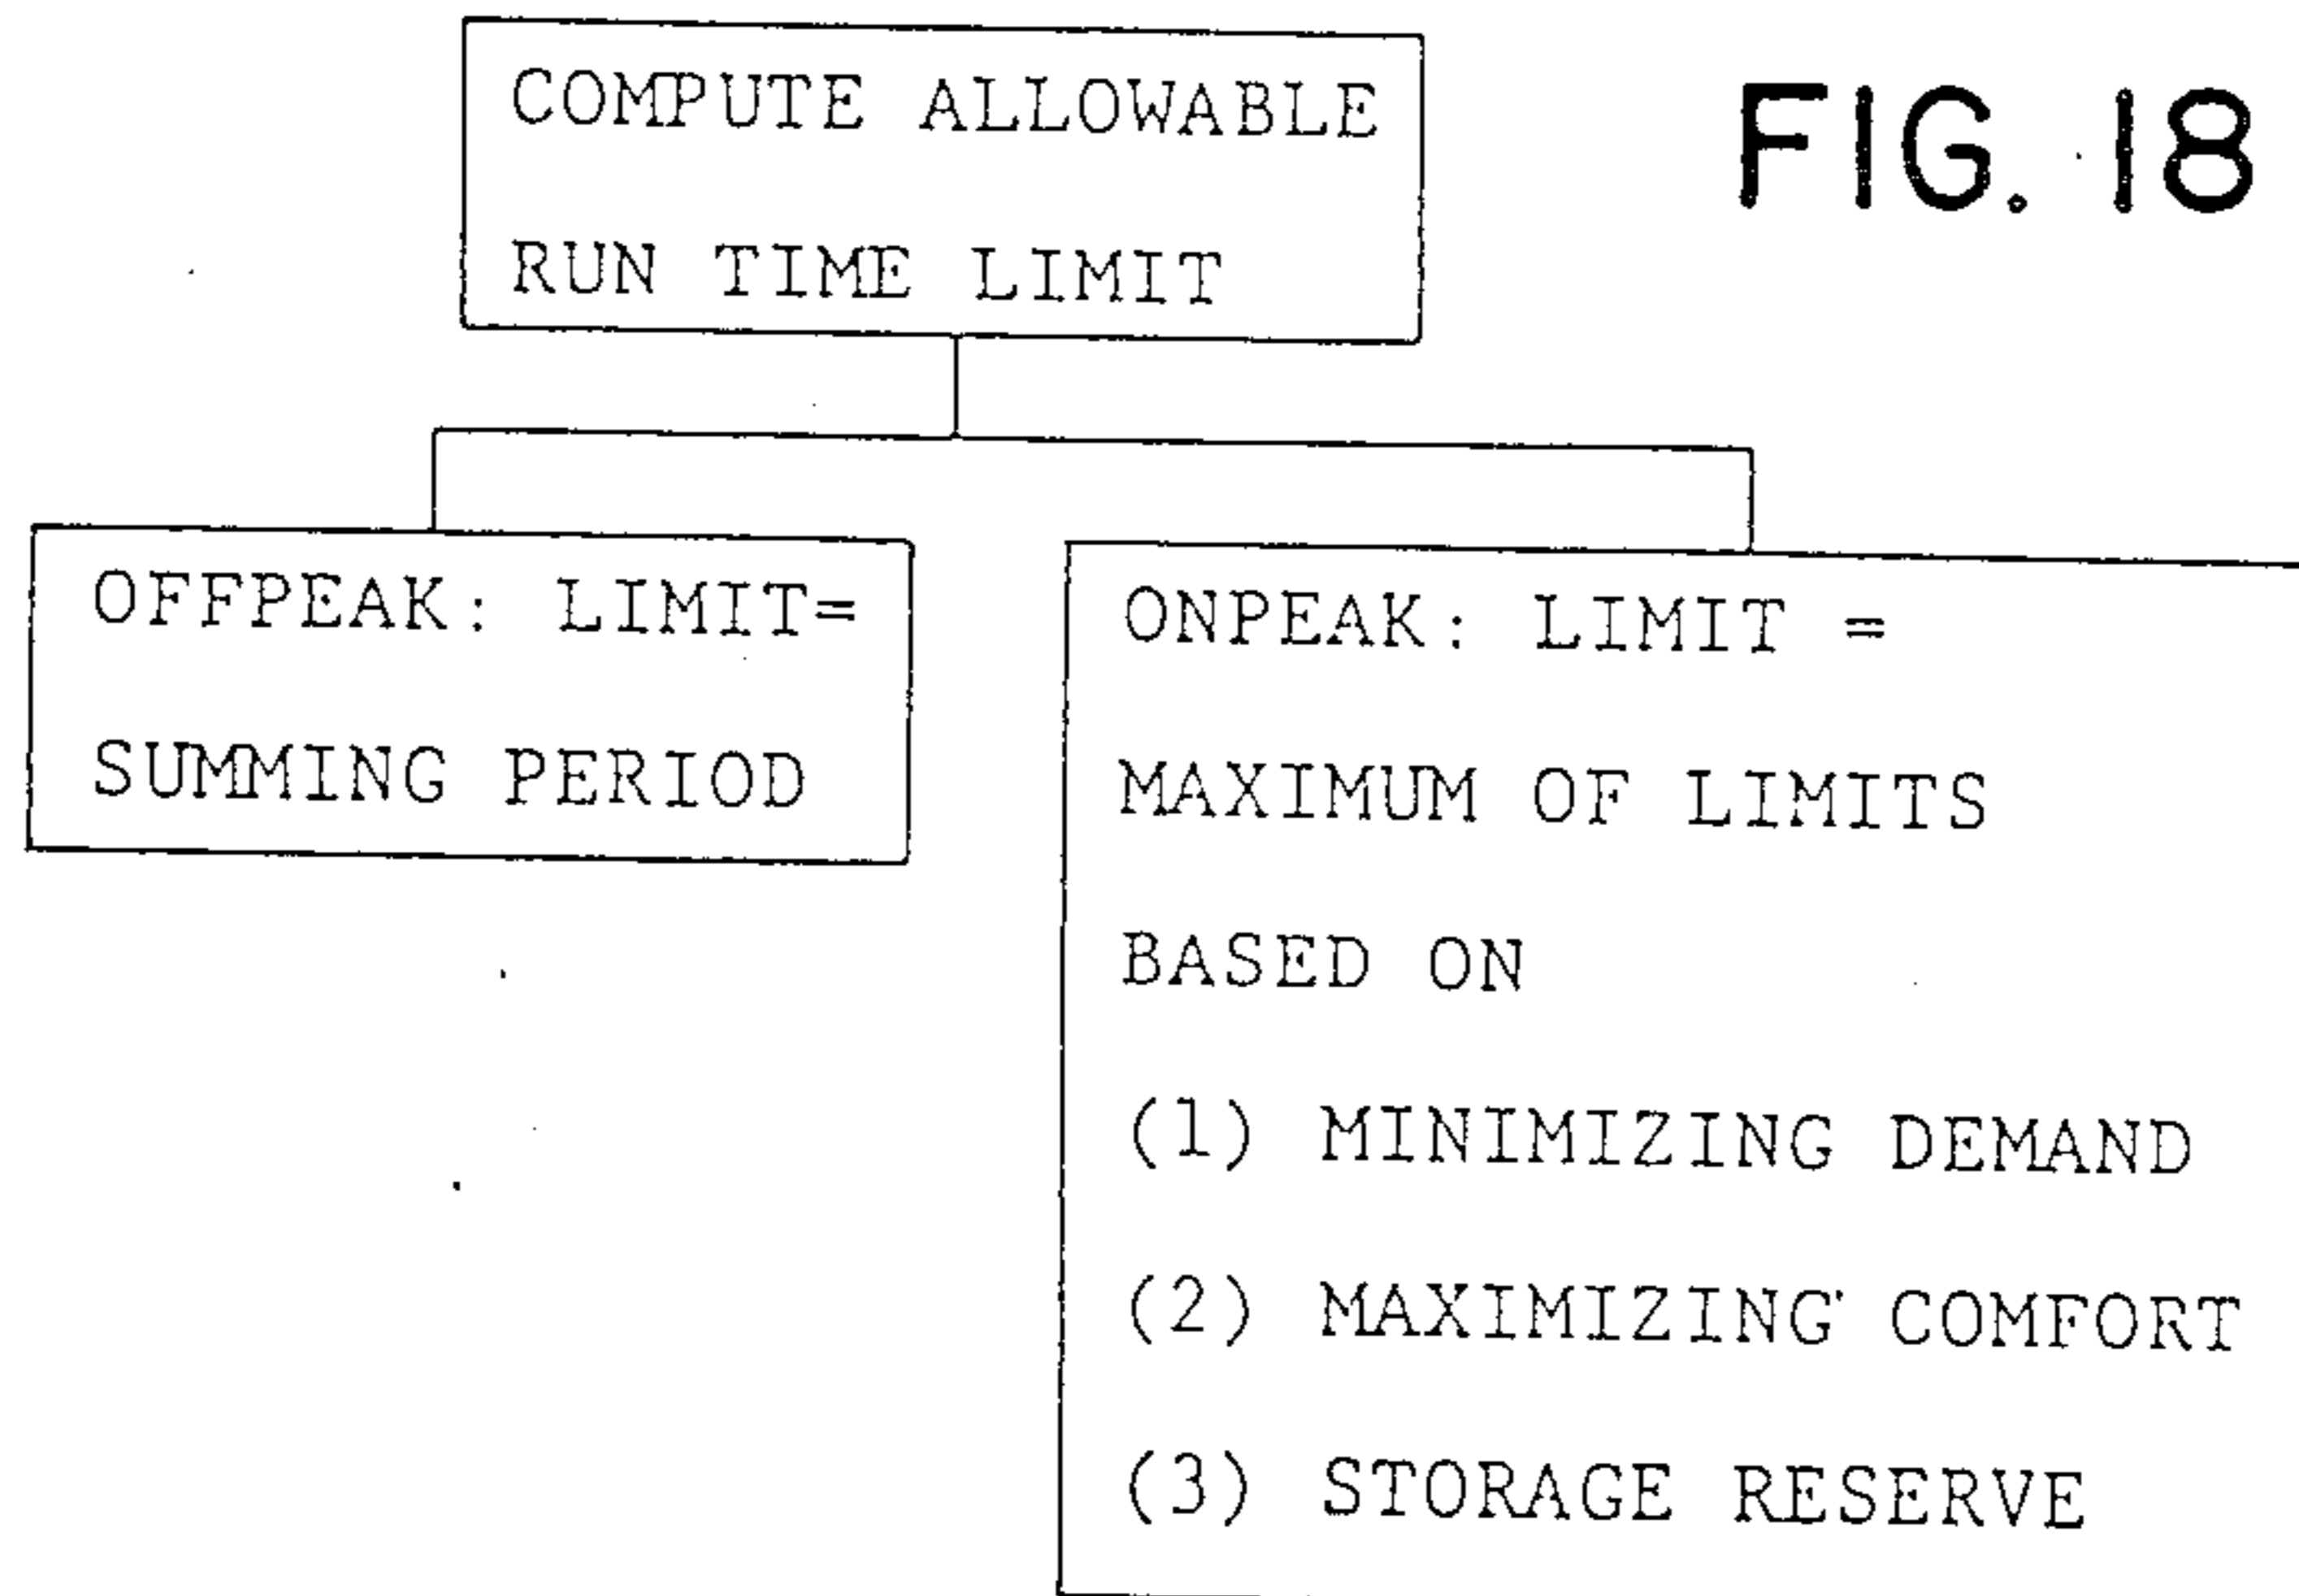 COMPUTE ALLOWABLE
RUN TIME LIMIT
FIG. 18
OFFPEAK: LIMIT=
SUMMING PERIOD
ONPEAK: LIMIT =
MAXIMUM OF LIMITS
BASED ON
(1) MINIMIZING DEMAND
(2) MAXIMIZING COMFORT
(3) STORAGE RESERVE